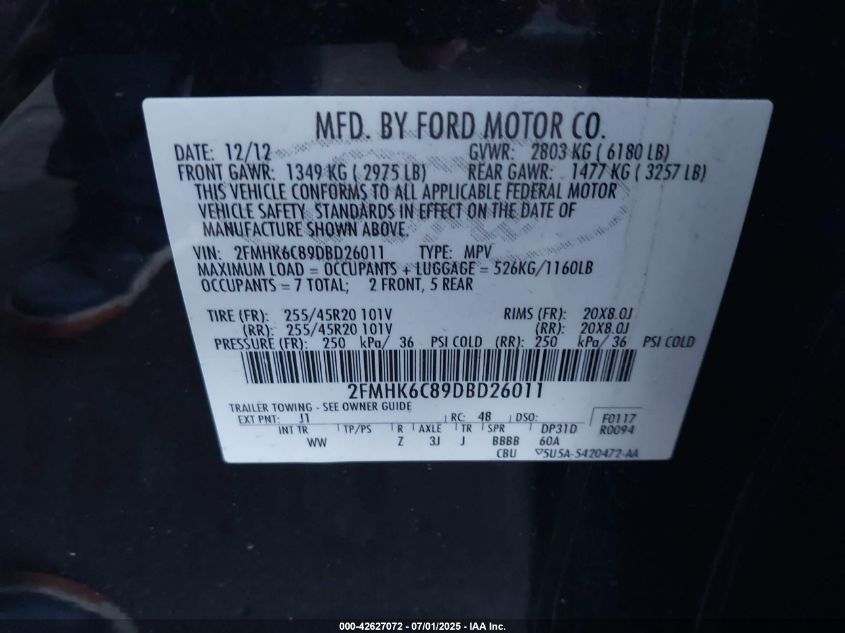 MFD. BY FORD MOTOR CO.
DATE: 12/12 GVWR: 2803 KG ( 6180 LB)
FRONT GAWR: 1349 KG ( 2975 LB) REAR GAWR: 1477 KG ( 3257 LB)
THIS VEHICLE CONFORMS TO ALL APPLICABLE FEDERAL MOTOR
VEHICLE SAFETY. STANDARDS IN EFFECT ON THE DATE OF
MANUFACTURE SHOWN ABOVE.
VIN: 2FMHK6C89DBD26011 TYPE: MPV
MAXIMUM LOAD = OCCUPANTS + LUGGAGE = 526KG/1160LB
OCCUPANTS = 7 TOTAL; 2 FRONT, 5 REAR
TIRE (FR): 255/45R20 101V RIMS (FR): 20X8.0J
(RR): 255/45R20 101V (RR): 20X8.0J
PRESSURE (FR): 250 kPa/ 36 PSI COLD (RR): 250 kPa/ 36 PSI COLD
2FMHK6C89DBD26011
TRAILER TOWING - SEE OWNER GUIDE
EXT PNT: J1 RC: 48 DSO: F0117
INT TR TP/PS R AXLE TR SPR DP31D R0094
WW Z 3J J BBBB 60A
CBU 5U5A-5420472-AA
000-42627072 / 07/01/2025 - IAA Inc.